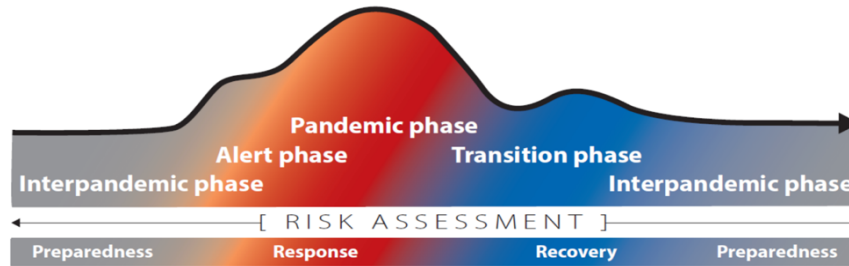 Pandemic phase
Alert phase Transition phase
Interpandemic phase Interpandemic phase
[ RISK ASSESSMENT ]
Preparedness Response Recovery Preparedness